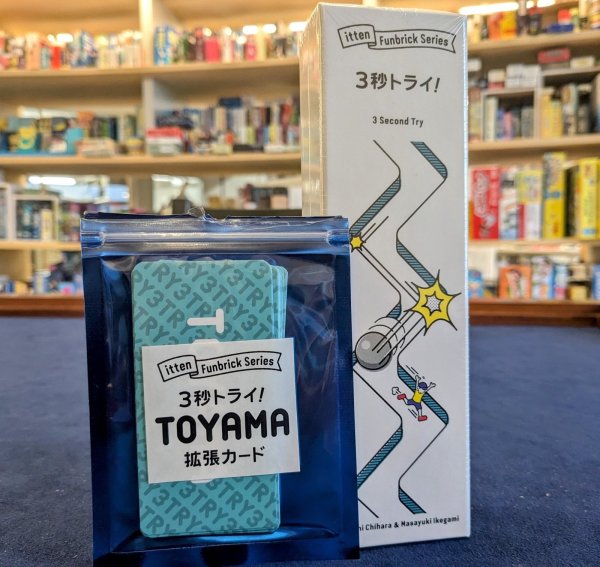 itten Funbrick Series
3秒トライ!
3 Second Try
Chihara & Masayuki Ikegami
3TRY3TRY
T
itten Funbrick Series
3秒トライ!
TOYAMA
拡張カード